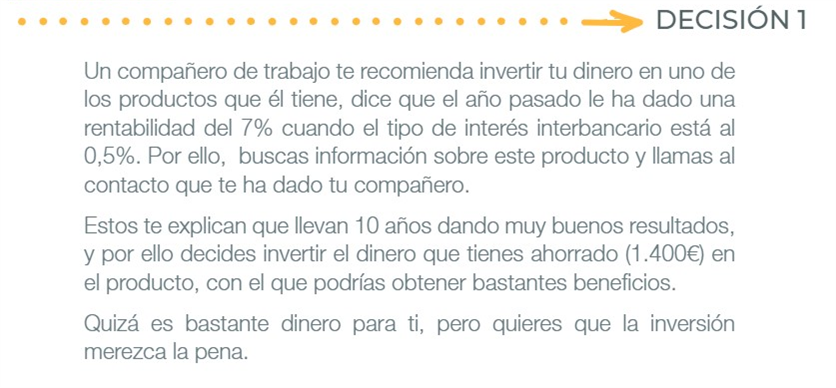 DECISIÓN 1
Un compañero de trabajo te recomienda invertir tu dinero en uno de
los productos que él tiene, dice que el año pasado le ha dado una
rentabilidad del 7% cuando el tipo de interés interbancario está al
0,5%. Por ello, buscas información sobre este producto y llamas al
contacto que te ha dado tu compañero.
Estos te explican que llevan 10 años dando muy buenos resultados,
y por ello decides invertir el dinero que tienes ahorrado (1.400€) en
el producto, con el que podrías obtener bastantes beneficios.
Quizá es bastante dinero para ti, pero quieres que la inversión
merezca la pena.